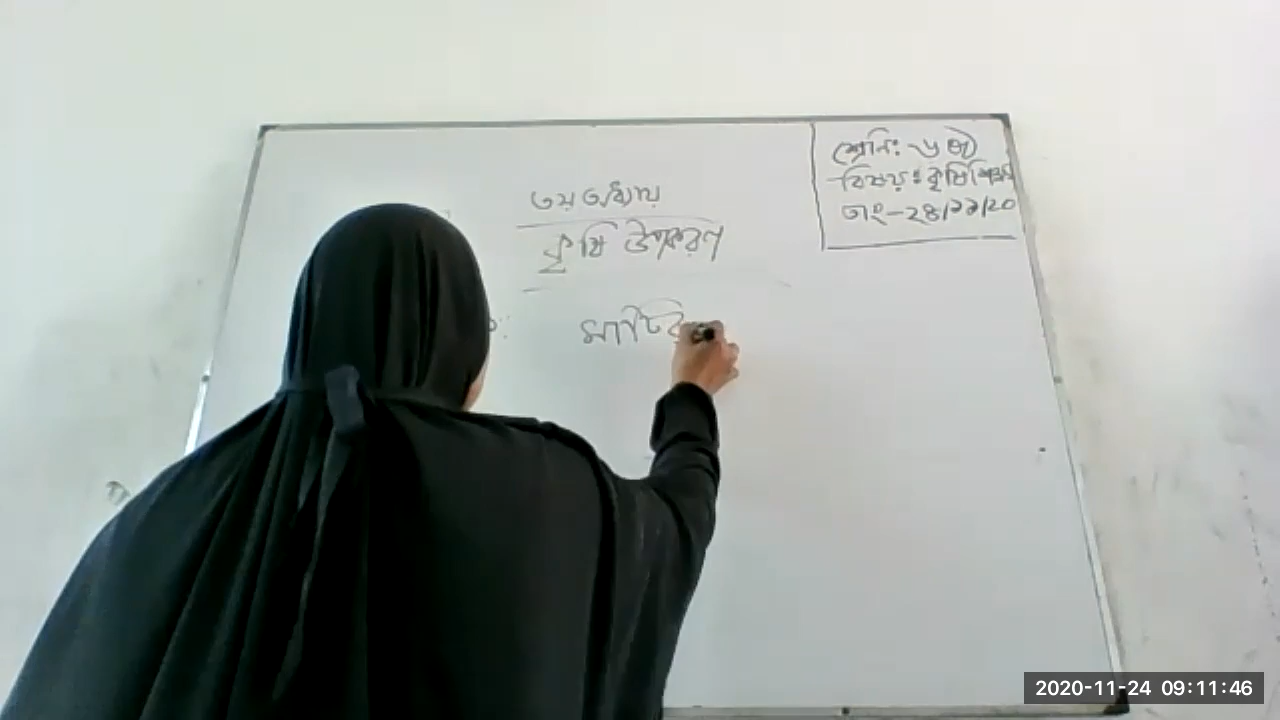 ৩য় অধ্যায়
কৃষি উপকরণ
মাটির
শ্রেনি: ৬ষ্ঠ
বিষয়: কৃষিশিক্ষা
তাং-২৪/১১/২০
2020-11-24 09:11:46